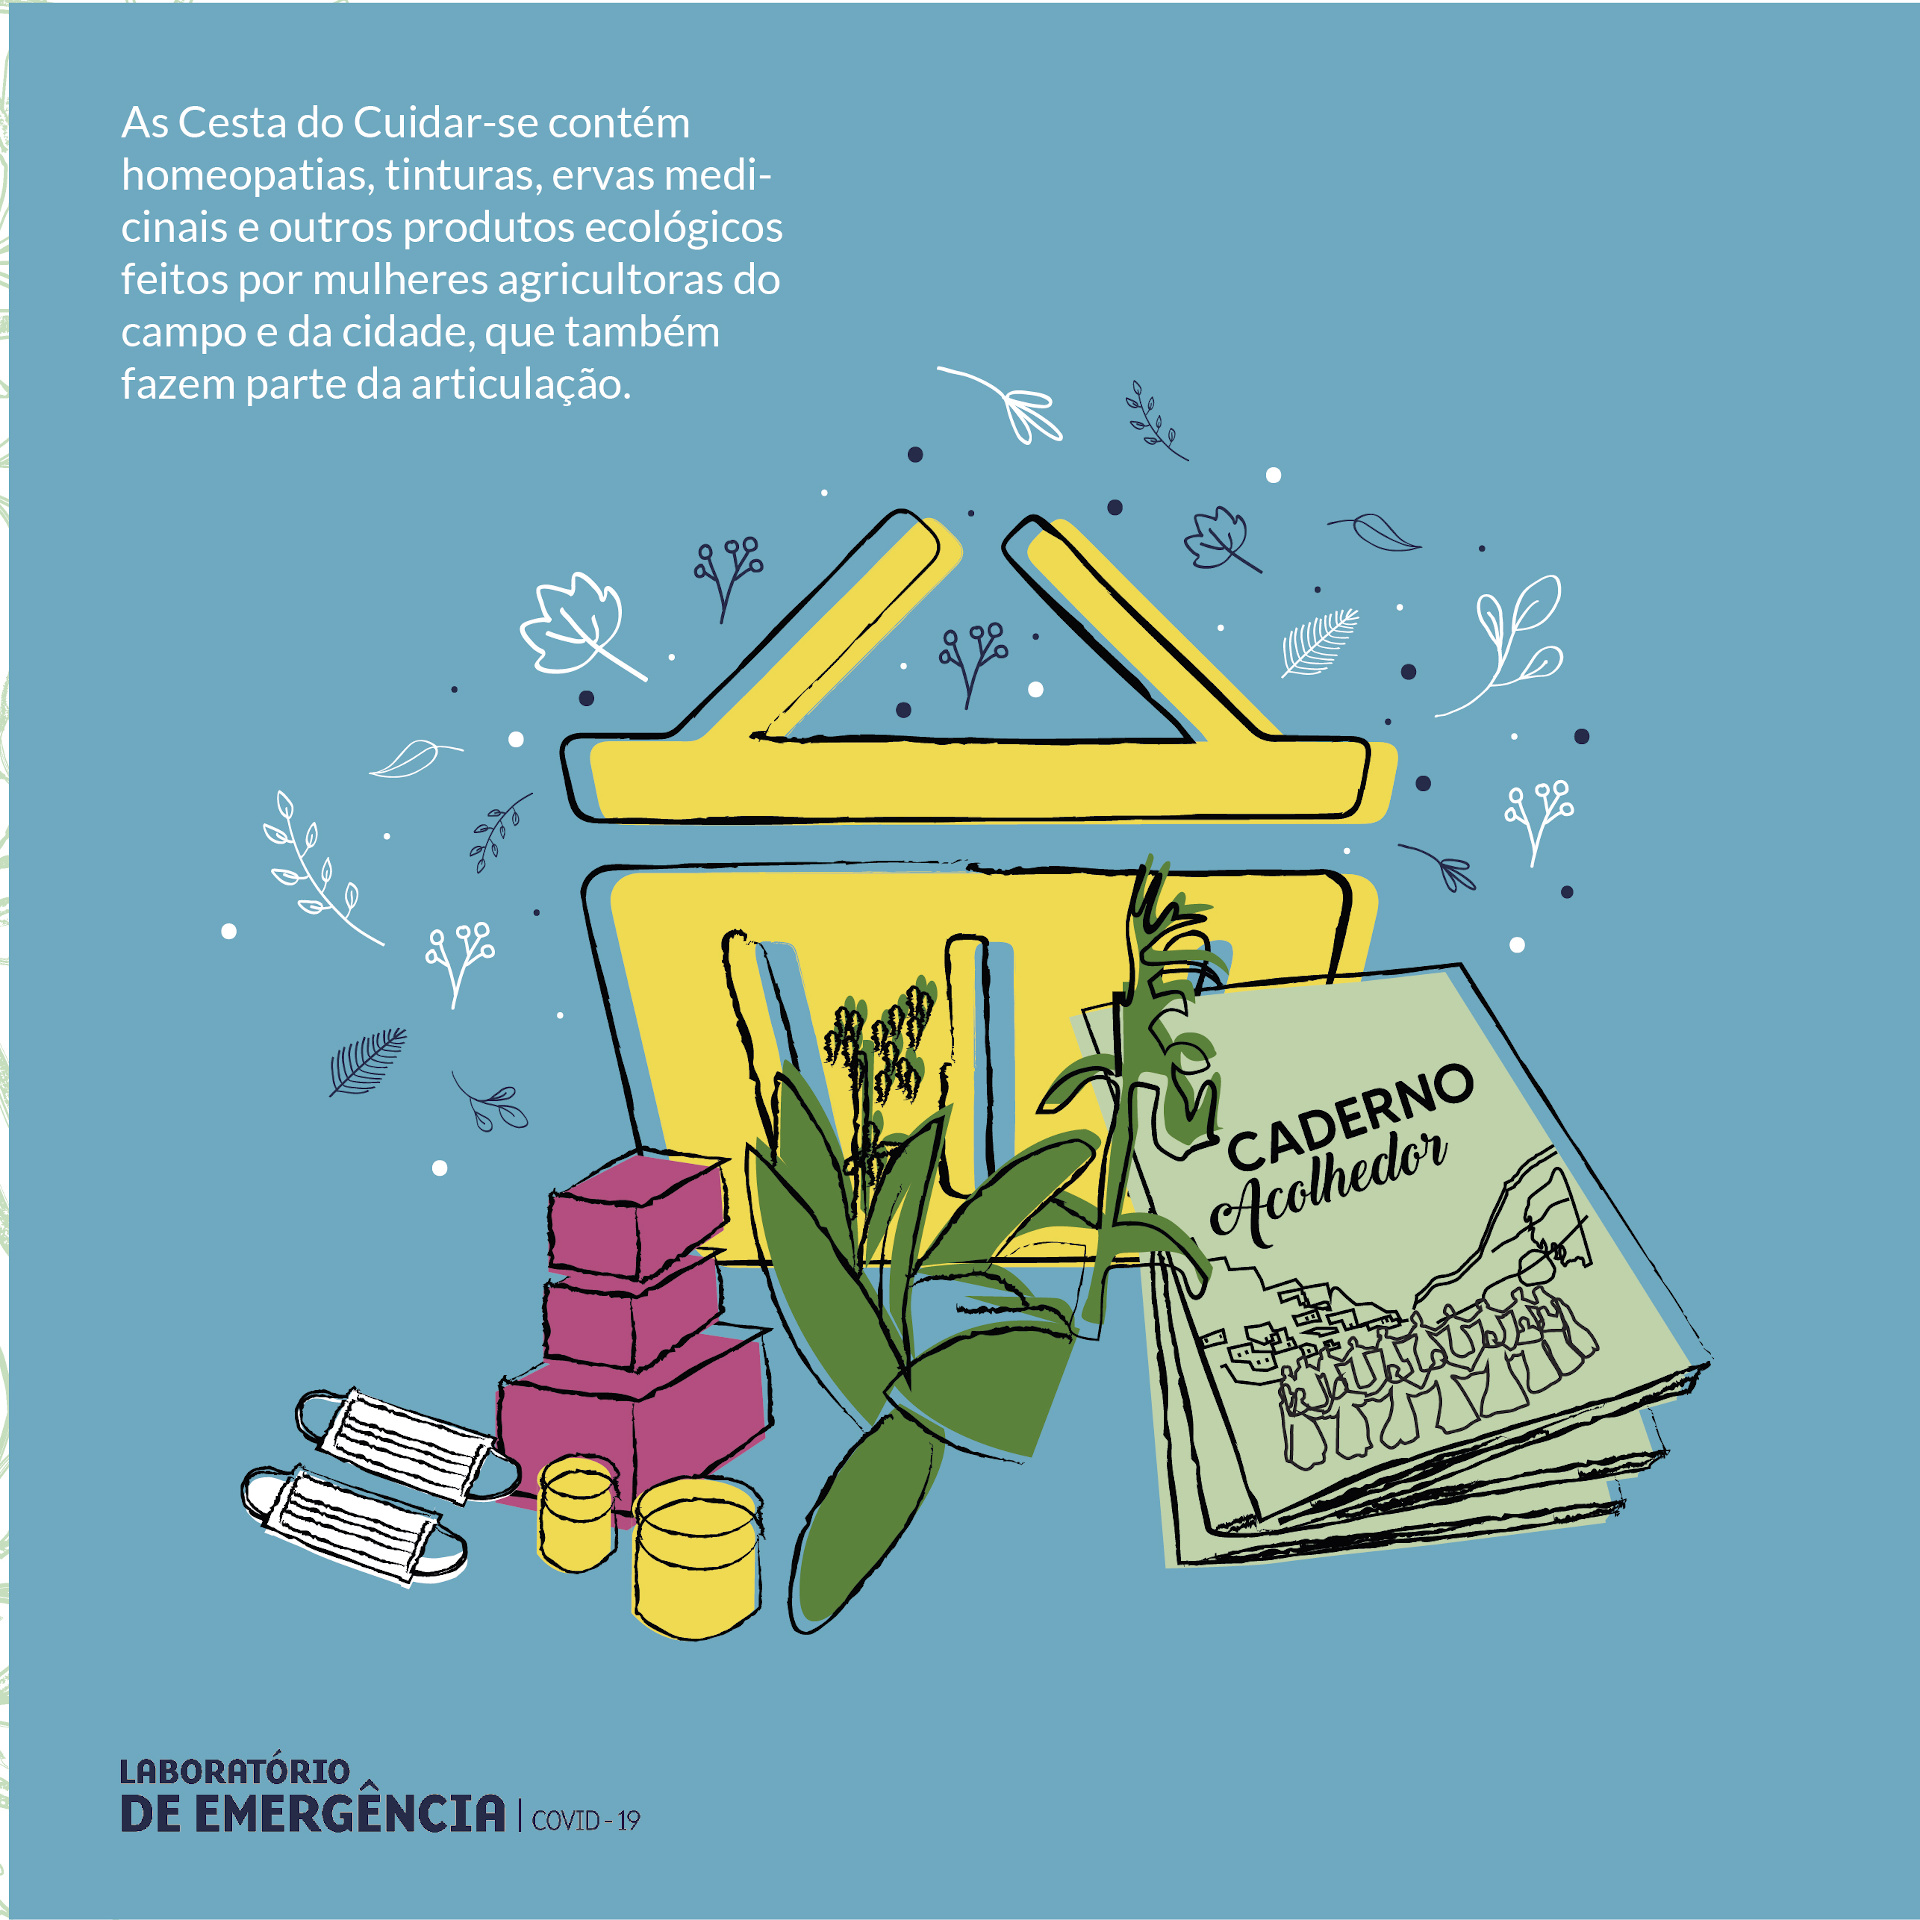 As Cesta do Cuidar-se contém
homeopatias, tinturas, ervas medi-
cinais e outros produtos ecológicos
feitos por mulheres agricultoras do
campo e da cidade, que também
fazem parte da articulação.
CADERNO
Acolhedor
LABORATÓRIO
DE EMERGÊNCIA | COVID-19